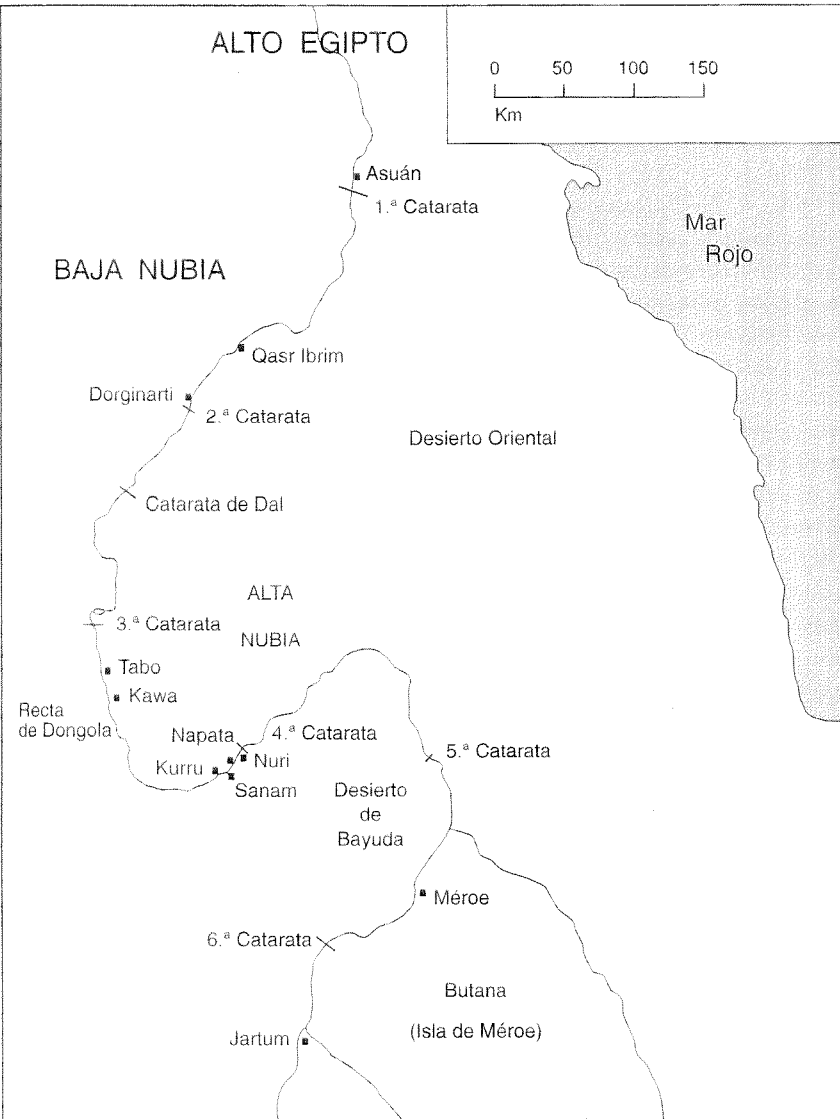 ALTO EGIPTO
0 50 100 150
Km
Asuán
1.ª Catarata
Mar
Rojo
BAJA NUBIA
Qasr Ibrim
Dorginarti
2.ª Catarata
Desierto Oriental
Catarata de Dal
ALTA
NUBIA
3.ª Catarata
Tabo
Kawa
Recta
de Dongola
Napata
4.ª Catarata
Nuri
Kurru
Sanam
5.ª Catarata
Desierto
de
Bayuda
Méroe
6.ª Catarata
Butana
(Isla de Méroe)
Jartum